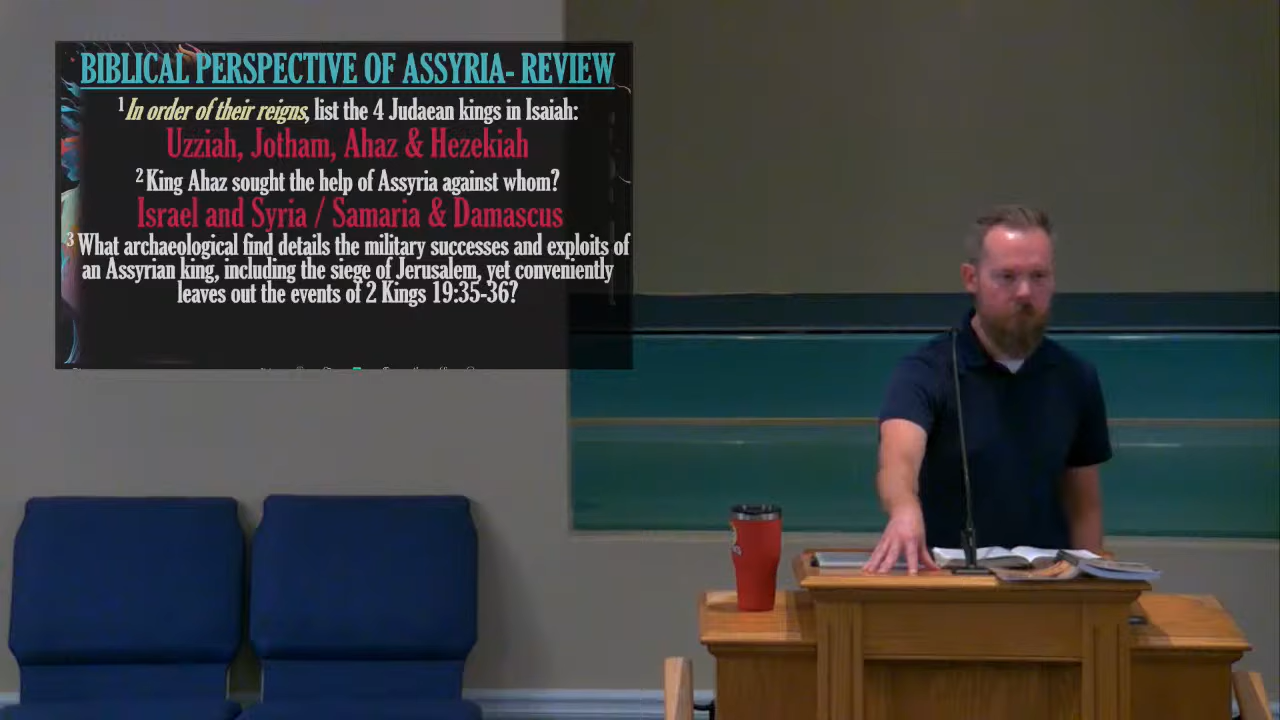 BIBLICAL PERSPECTIVE OF ASSYRIA- REVIEW
1 In order of their reigns, list the 4 Judaean kings in Isaiah:
Uzziah, Jotham, Ahaz & Hezekiah
2 King Ahaz sought the help of Assyria against whom?
Israel and Syria / Samaria & Damascus
3 What archaeological find details the military successes and exploits of
an Assyrian king, including the siege of Jerusalem, yet conveniently
leaves out the events of 2 Kings 19:35-36?